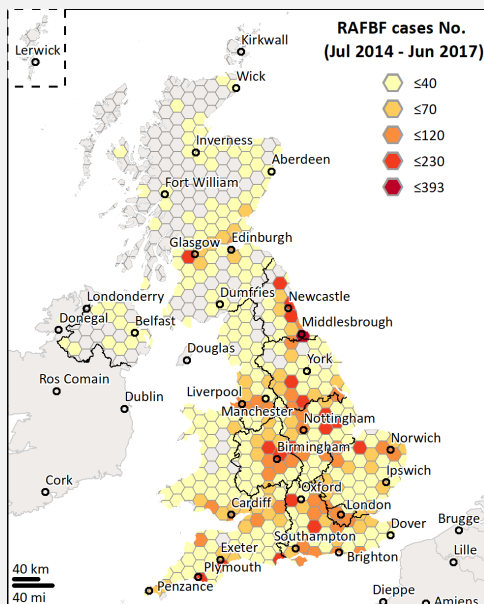 RAFBF cases No.
(Jul 2014 - Jun 2017)
≤40
≤70
≤120
≤230
≤393
Lerwick
Kirkwall
Wick
Inverness
Aberdeen
Fort William
Glasgow
Edinburgh
Londonderry
Dumfries
Newcastle
Donegal
Belfast
Middlesbrough
Douglas
York
Ros Comain
Dublin
Liverpool
Manchester
Nottingham
Birmingham
Norwich
Ipswich
Cork
Oxford
Cardiff
London
Dover
Brugge
Southampton
Exeter
Brighton
Lille
Plymouth
Penzance
40 km
40 mi
Dieppe
Amiens